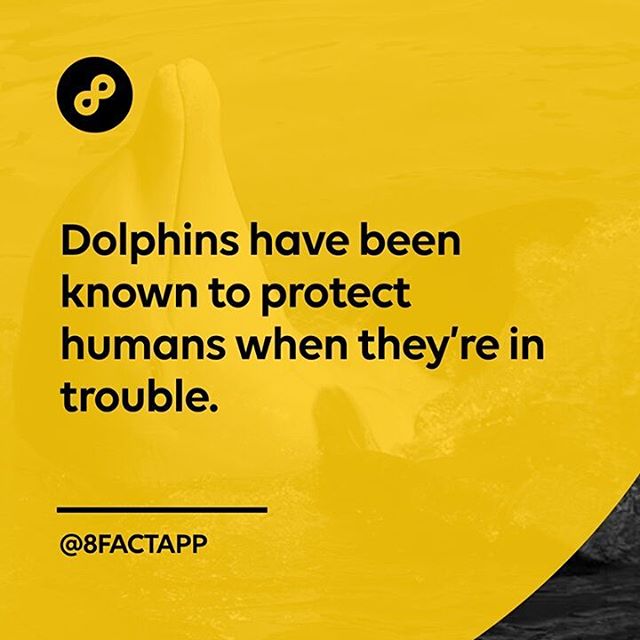 Dolphins have been
known to protect
humans when they're in
trouble.
@8FACTAPP